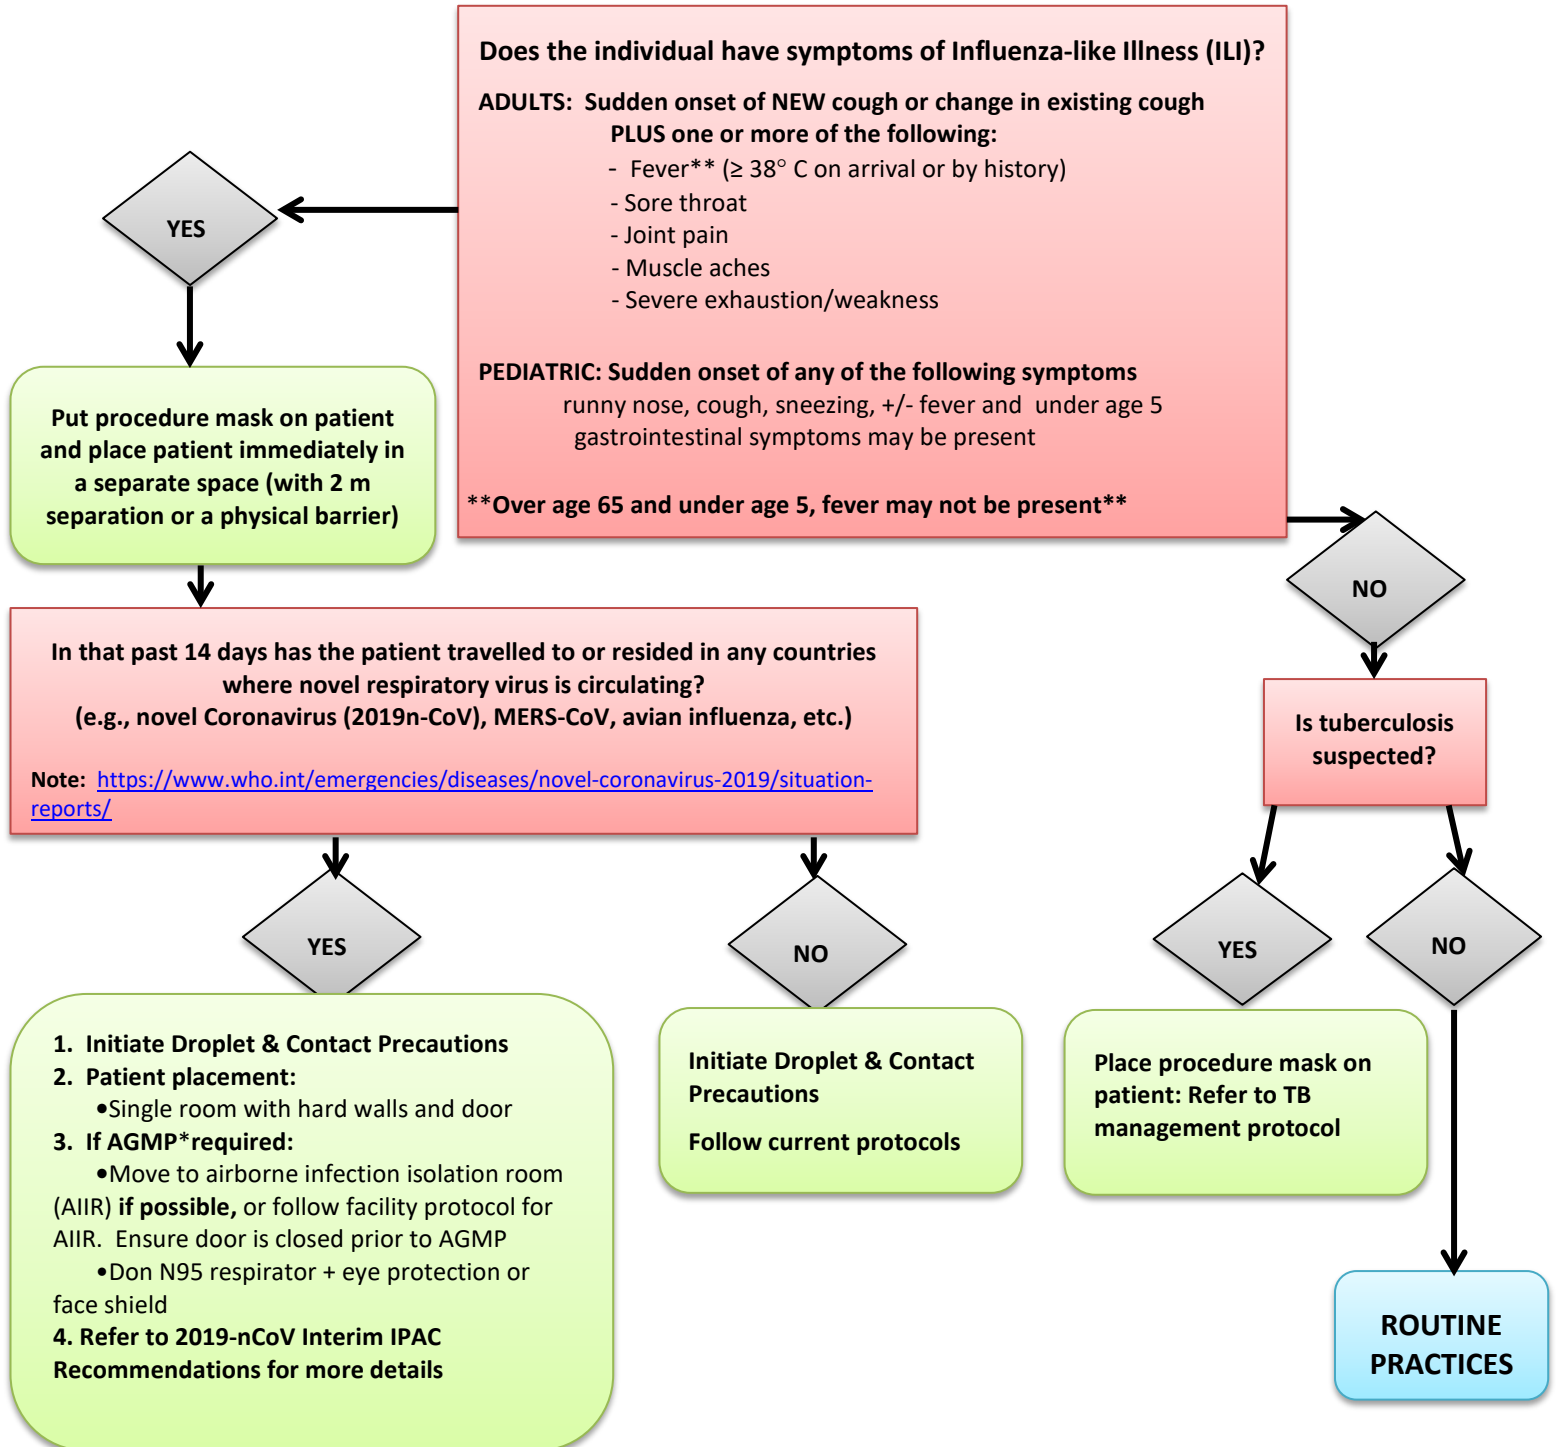 Does the individual have symptoms of Influenza-like Illness (ILI)?
ADULTS: Sudden onset of NEW cough or change in existing cough
PLUS one or more of the following:
- Fever** (≥ 38° C on arrival or by history)
- Sore throat
- Joint pain
- Muscle aches
- Severe exhaustion/weakness
PEDIATRIC: Sudden onset of any of the following symptoms
runny nose, cough, sneezing, +/- fever and under age 5
gastrointestinal symptoms may be present
**Over age 65 and under age 5, fever may not be present**
YES
Put procedure mask on patient
and place patient immediately in
a separate space (with 2 m
separation or a physical barrier)
NO
In that past 14 days has the patient travelled to or resided in any countries
where novel respiratory virus is circulating?
(e.g., novel Coronavirus (2019n-CoV), MERS-CoV, avian influenza, etc.)
Note: https://www.who.int/emergencies/diseases/novel-coronavirus-2019/situation-
reports/
Is tuberculosis
suspected?
YES
NO
YES
NO
1. Initiate Droplet & Contact Precautions
2. Patient placement:
•Single room with hard walls and door
3. If AGMP*required:
•Move to airborne infection isolation room
(AIIR) if possible, or follow facility protocol for
AIIR. Ensure door is closed prior to AGMP
•Don N95 respirator + eye protection or
face shield
4. Refer to 2019-nCoV Interim IPAC
Recommendations for more details
Initiate Droplet & Contact
Precautions
Follow current protocols
Place procedure mask on
patient: Refer to TB
management protocol
ROUTINE
PRACTICES